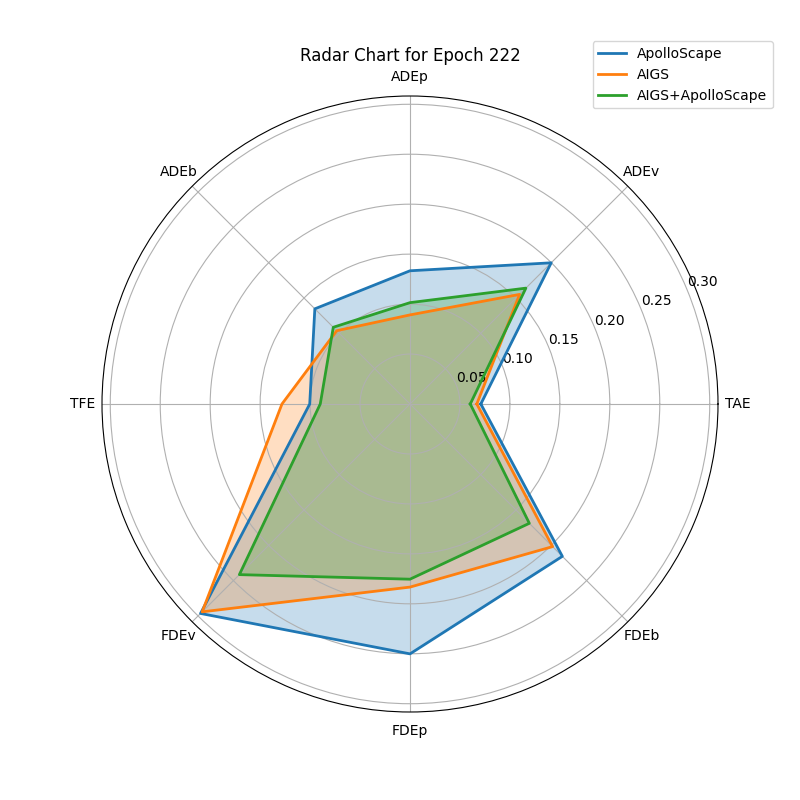 Radar Chart for Epoch 222
ApolloScape
AIGS
AIGS+ApolloScape
ADEp
ADEb
ADEv
0.30
0.25
0.20
0.15
0.10
0.05
TFE
TAE
FDEv
FDEb
FDEp